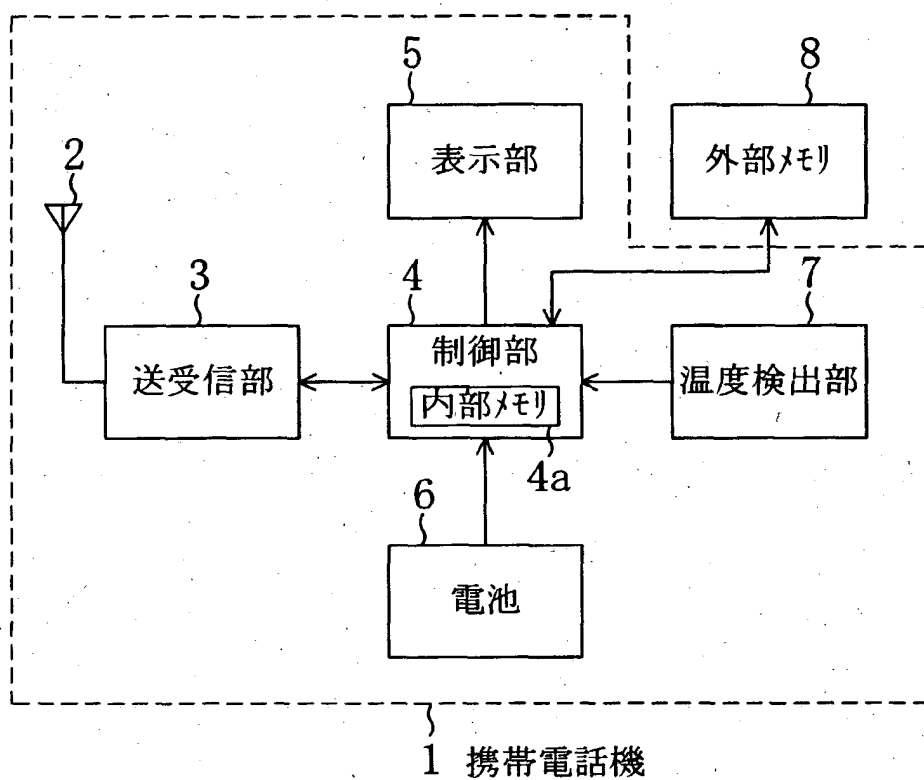 5
8
表示部
外部メモリ
2
3
4
7
送受信部
制御部
内部メモリ
温度検出部
4a
6
電池
1 携帯電話機